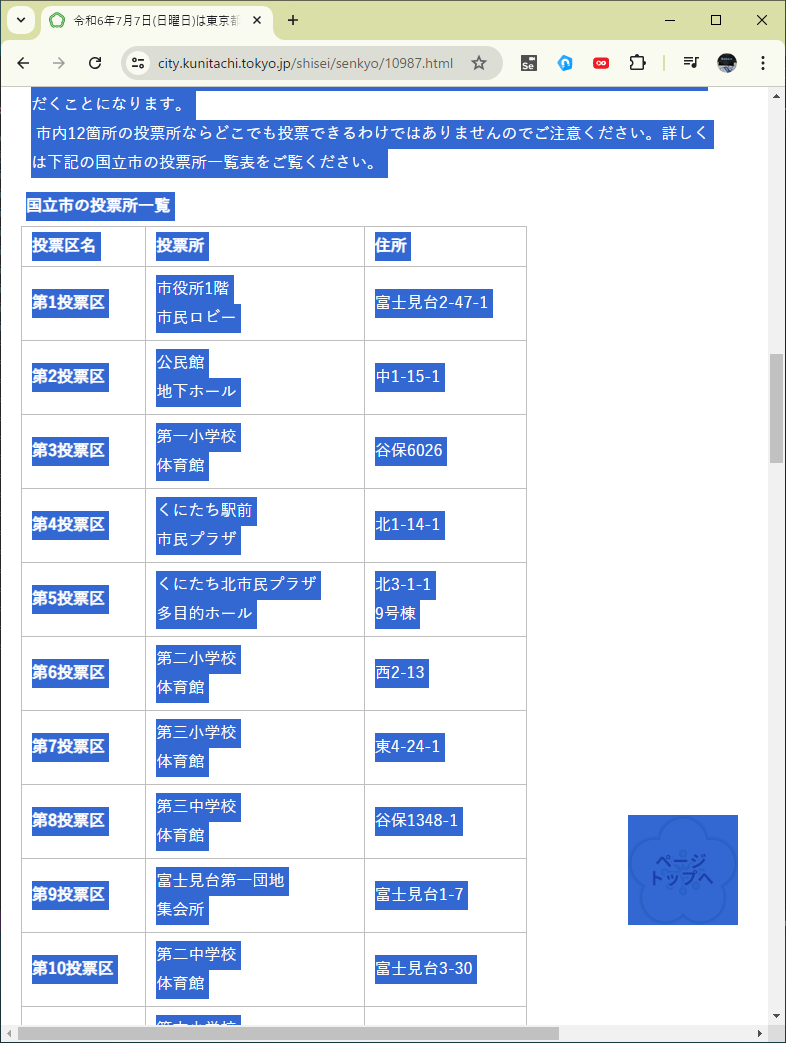 令和6年7月7日(日曜日)は東京都
city.kunitachi.tokyo.jp/shisei/senkyo/10987.html
Se
だくことになります。
市内12箇所の投票所ならどこでも投票できるわけではありませんのでご注意ください。詳しく
は下記の国立市の投票所一覧表をご覧ください。
国立市の投票所一覧
投票区名 投票所 住所
第1投票区 市役所1階
市民ロビー 富士見台2-47-1
第2投票区 公民館
地下ホール 中1-15-1
第3投票区 第一小学校
体育館 谷保6026
第4投票区 くにたち駅前
市民プラザ 北1-14-1
第5投票区 くにたち北市民プラザ
多目的ホール 北3-1-1
9号棟
第6投票区 第二小学校
体育館 西2-13
第7投票区 第三小学校
体育館 東4-24-1
第8投票区 第三中学校
体育館 谷保1348-1
第9投票区 富士見台第一団地
集会所 富士見台1-7
第10投票区 第二中学校
体育館 富士見台3-30
ページ
トップへ